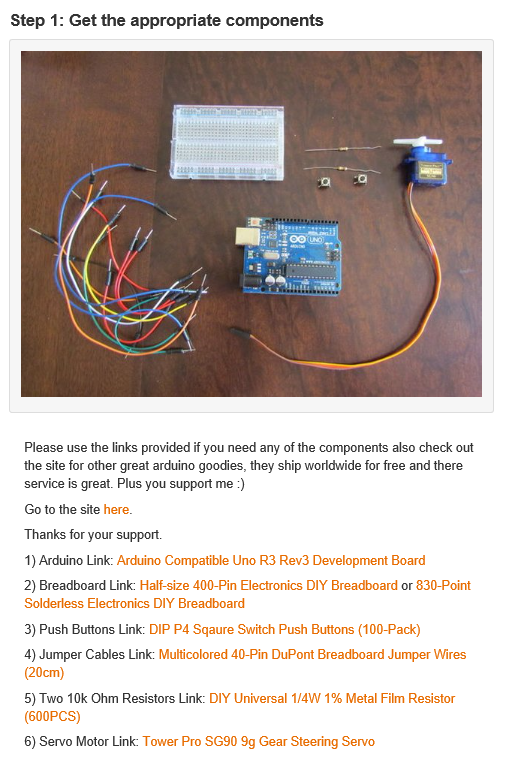 Step 1: Get the appropriate components
UNO
Please use the links provided if you need any of the components also check out
the site for other great arduino goodies, they ship worldwide for free and there
service is great. Plus you support me :)
Go to the site here.
Thanks for your support.
1) Arduino Link: Arduino Compatible Uno R3 Rev3 Development Board
2) Breadboard Link: Half-size 400-Pin Electronics DIY Breadboard or 830-Point
Solderless Electronics DIY Breadboard
3) Push Buttons Link: DIP P4 Sqaure Switch Push Buttons (100-Pack)
4) Jumper Cables Link: Multicolored 40-Pin DuPont Breadboard Jumper Wires
(20cm)
5) Two 10k Ohm Resistors Link: DIY Universal 1/4W 1% Metal Film Resistor
(600PCS)
6) Servo Motor Link: Tower Pro SG90 9g Gear Steering Servo